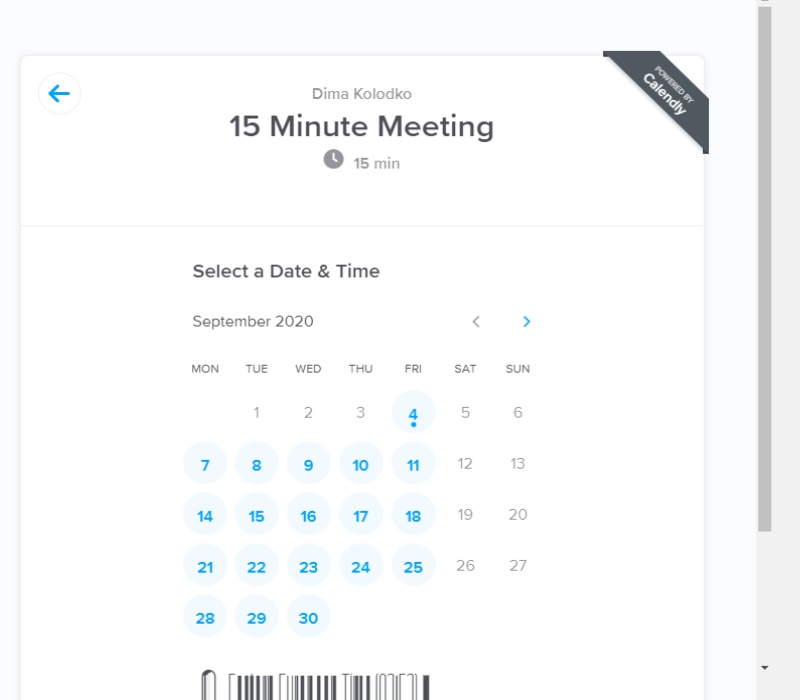 Dima Kolodko
POWERED BY
Calendly
15 Minute Meeting
15 min
Select a Date & Time
September 2020
MON TUE WED THU FRI SAT SUN
1 2 3 4 5 6
7 8 9 10 11 12 13
14 15 16 17 18 19 20
21 22 23 24 25 26 27
28 29 30